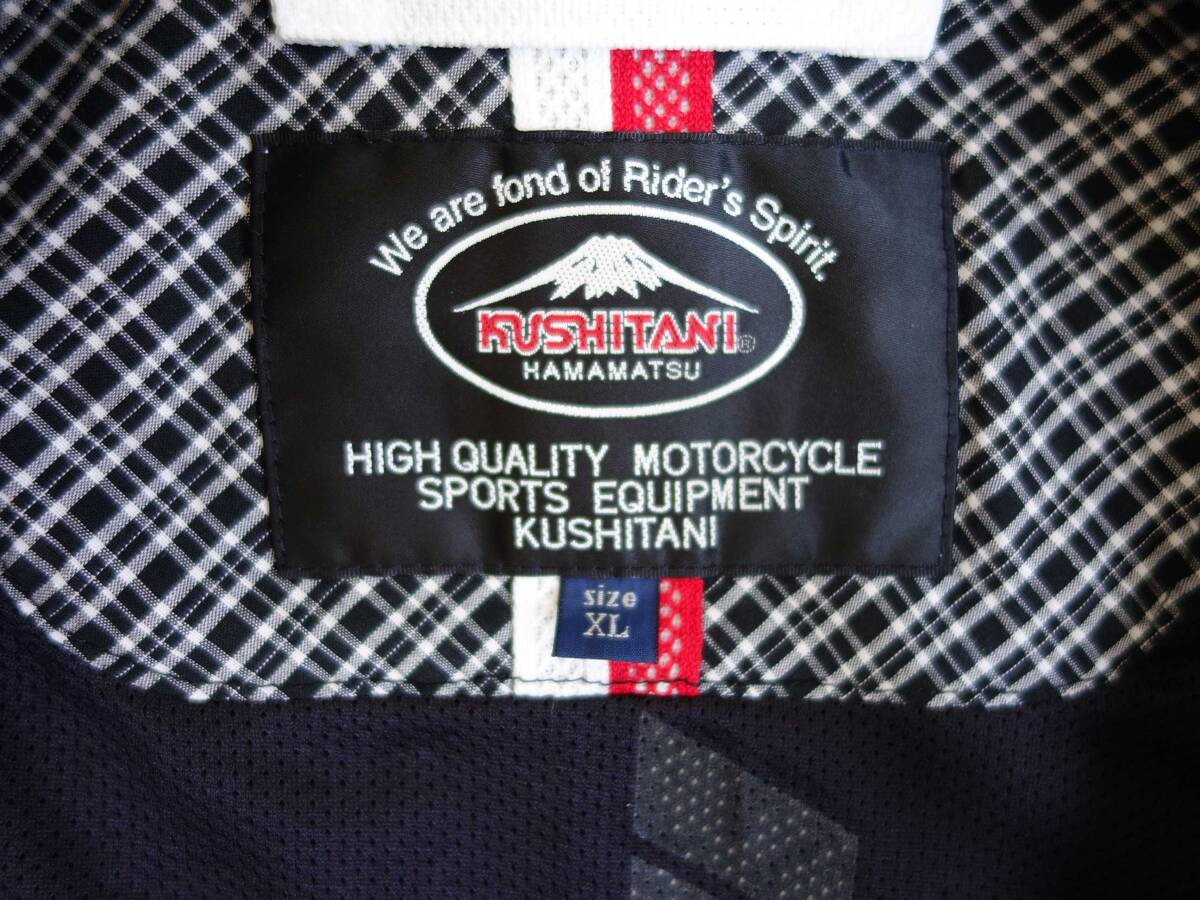 We are fond of Rider's Spirit.
KUSHITANI®
HAMAMATSU
HIGH QUALITY MOTORCYCLE
SPORTS EQUIPMENT
KUSHITANI
size
XL